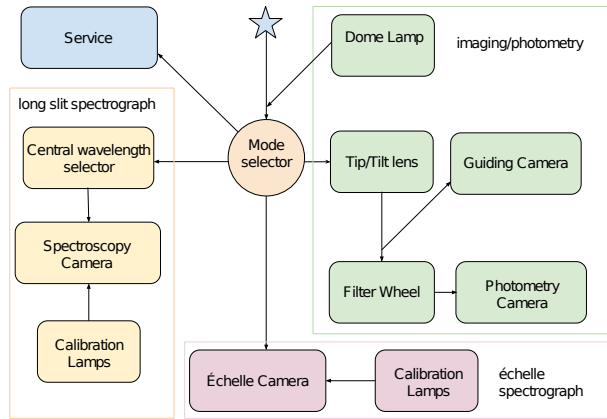 Service
Dome Lamp
imaging/photometry
long slit spectrograph
Central wavelength
selector
Mode
selector
Tip/Tilt lens
Guiding Camera
Spectroscopy
Camera
Filter Wheel
Photometry
Camera
Calibration
Lamps
Échelle Camera
Calibration
Lamps
échelle
spectrograph